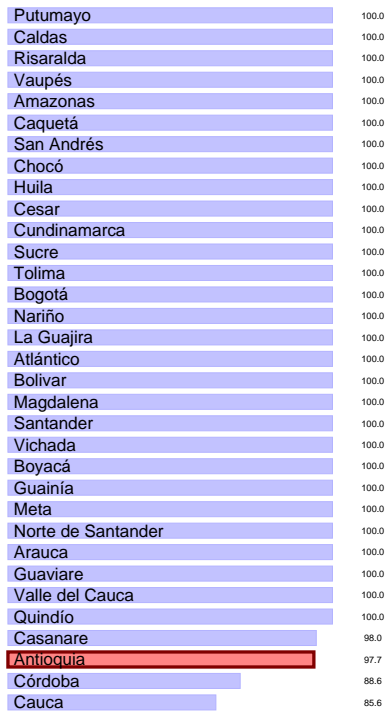 Putumayo 100.0
Caldas 100.0
Risaralda 100.0
Vaupés 100.0
Amazonas 100.0
Caquetá 100.0
San Andrés 100.0
Chocó 100.0
Huila 100.0
Cesar 100.0
Cundinamarca 100.0
Sucre 100.0
Tolima 100.0
Bogotá 100.0
Nariño 100.0
La Guajira 100.0
Atlántico 100.0
Bolivar 100.0
Magdalena 100.0
Santander 100.0
Vichada 100.0
Boyacá 100.0
Guainía 100.0
Meta 100.0
Norte de Santander 100.0
Arauca 100.0
Guaviare 100.0
Valle del Cauca 100.0
Quindío 100.0
Casanare 98.0
Antioquia 97.7
Córdoba 88.6
Cauca 85.6